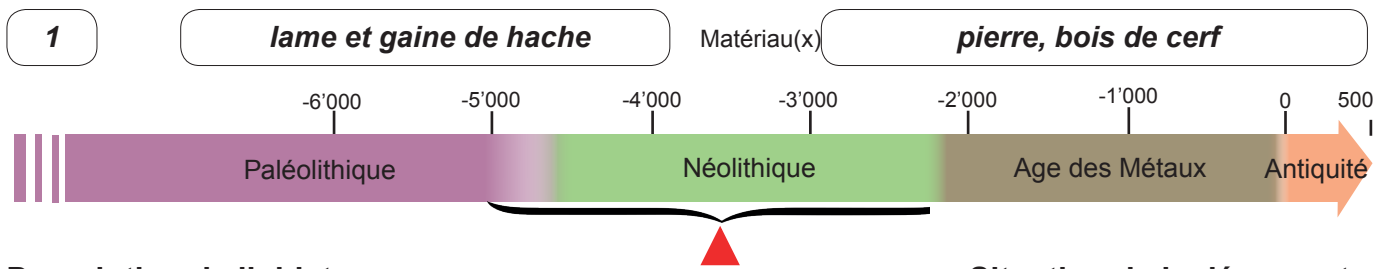 1 lame et gaine de hache Matériau(x) pierre, bois de cerf
-6’000 -5’000 -4’000 -3’000 -2’000 -1’000 0 500
Paléolithique Néolithique Age des Métaux Antiquité